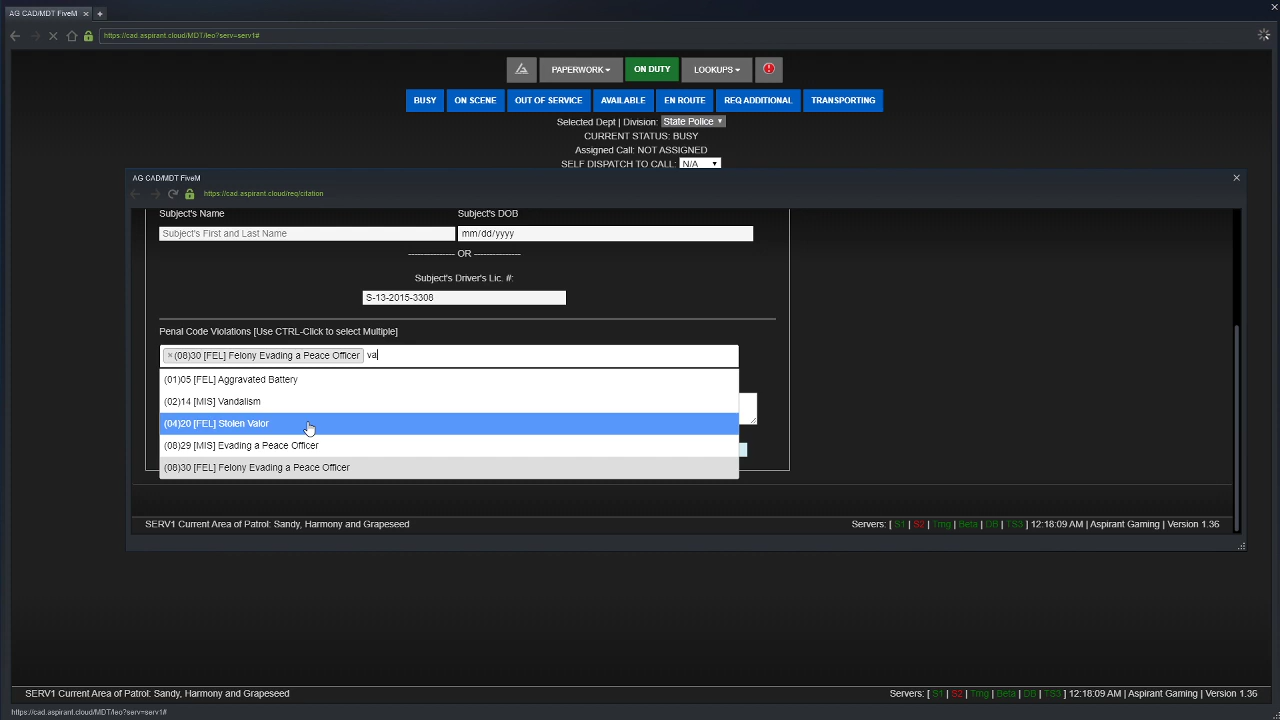 AG CAD/MDT FiveM × +
https://cad.aspirant.cloud/MDT/leo?serv=serv1#
PAPERWORK ON DUTY LOOKUPS
BUSY ON SCENE OUT OF SERVICE AVAILABLE EN ROUTE REQ ADDITIONAL TRANSPORTING
Selected Dept | Division: State Police
CURRENT STATUS: BUSY
Assigned Call: NOT ASSIGNED
SELF DISPATCH TO CALL: N/A
AG CAD/MDT FiveM
https://cad.aspirant.cloud/req/citation
Subject's Name Subject's DOB
Subject's First and Last Name mm/dd/yyyy
--------------- OR ---------------
Subject's Driver's Lic. #:
S-13-2015-3308
Penal Code Violations [Use CTRL-Click to select Multiple]
×(08)30 [FEL] Felony Evading a Peace Officer va
(01)05 [FEL] Aggravated Battery
(02)14 [MIS] Vandalism
(04)20 [FEL] Stolen Valor
(08)29 [MIS] Evading a Peace Officer
(08)30 [FEL] Felony Evading a Peace Officer
SERV1 Current Area of Patrol: Sandy, Harmony and Grapeseed Servers: [ S1 | S2 | Trng | Beta | DB | TS3 ] 12:18:09 AM | Aspirant Gaming | Version 1.36
SERV1 Current Area of Patrol: Sandy, Harmony and Grapeseed Servers: [ S1 | S2 | Trng | Beta | DB | TS3 ] 12:18:09 AM | Aspirant Gaming | Version 1.36
https://cad.aspirant.cloud/MDT/leo?serv=serv1#